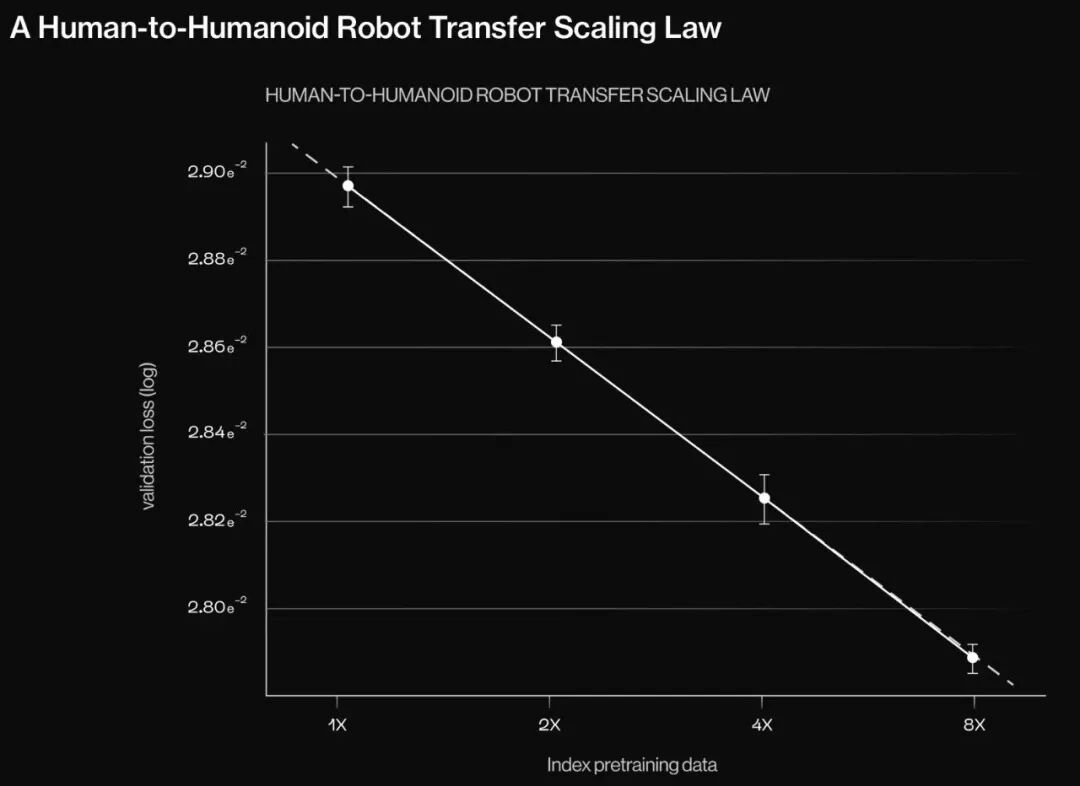 A Human-to-Humanoid Robot Transfer Scaling Law
HUMAN-TO-HUMANOID ROBOT TRANSFER SCALING LAW
2.90e⁻²
2.88e⁻²
2.86e⁻²
2.84e⁻²
2.82e⁻²
2.80e⁻²
validation loss (log)
1X 2X 4X 8X
Index pretraining data